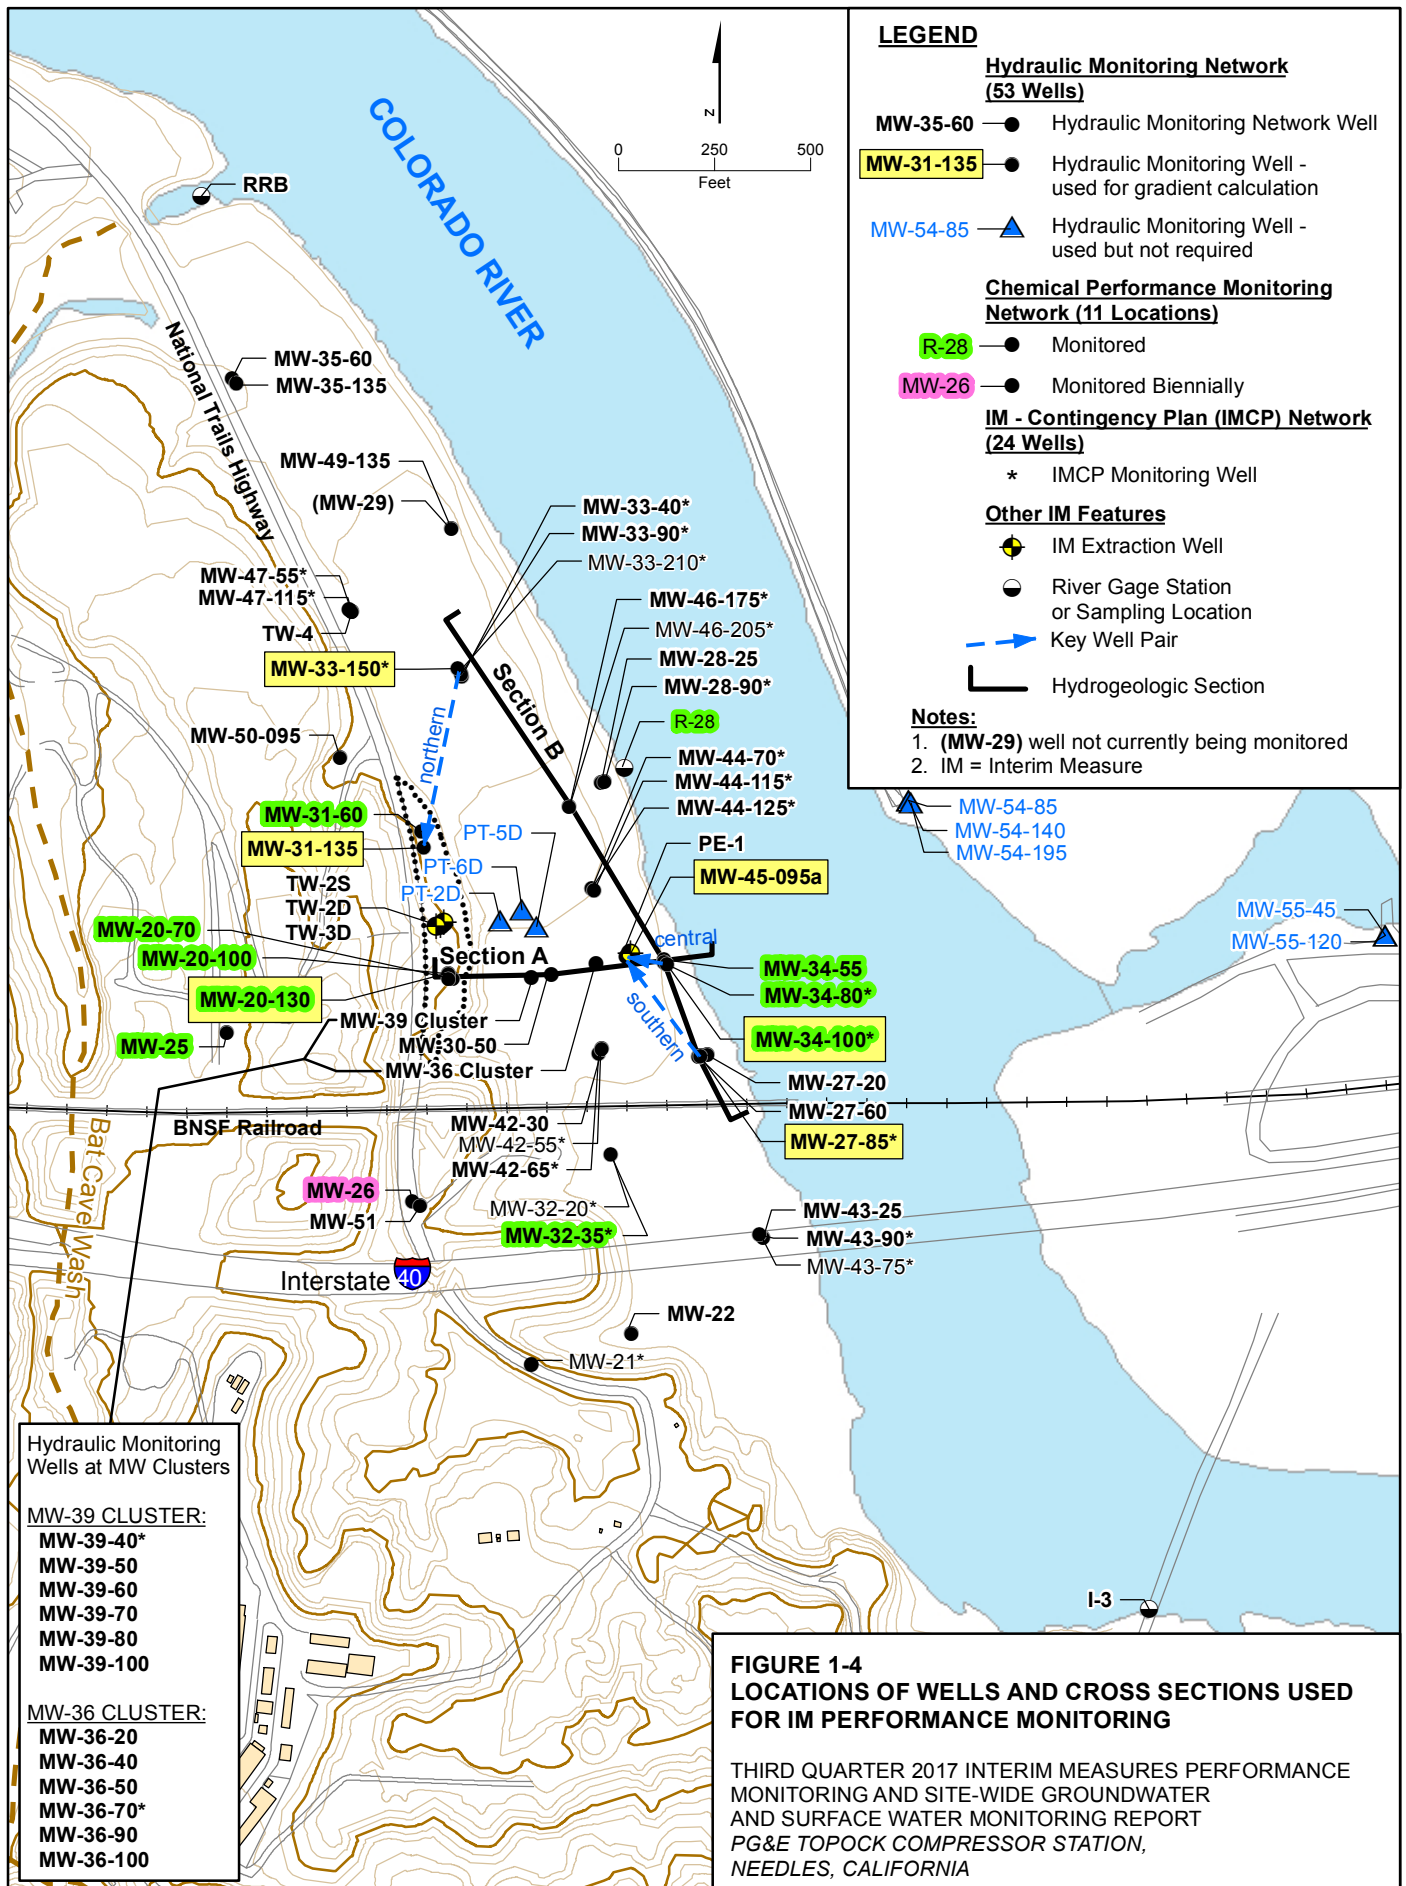 LEGEND
Hydraulic Monitoring Network
(53 Wells)
MW-35-60
Hydraulic Monitoring Network Well
MW-31-135
Hydraulic Monitoring Well -
used for gradient calculation
MW-54-85
Hydraulic Monitoring Well -
used but not required
Chemical Performance Monitoring
Network (11 Locations)
R-28
Monitored
MW-26
Monitored Biennially
IM - Contingency Plan (IMCP) Network
(24 Wells)
*
IMCP Monitoring Well
Other IM Features
IM Extraction Well
River Gage Station
or Sampling Location
Key Well Pair
Hydrogeologic Section
Notes:
1. (MW-29) well not currently being monitored
2. IM = Interim Measure
N
0 250 500
Feet
COLORADO RIVER
RRB
National Trails Highway
MW-35-60
MW-35-135
MW-49-135
(MW-29)
MW-33-40*
MW-33-90*
MW-33-210*
MW-47-55*
MW-47-115*
TW-4
MW-46-175*
MW-46-205*
MW-33-150*
MW-28-25
MW-28-90*
Section B
northern
R-28
MW-50-095
MW-44-70*
MW-44-115*
MW-44-125*
MW-54-85
MW-54-140
MW-54-195
MW-31-60
MW-31-135
PT-5D
PT-6D
PT-2D
PE-1
MW-45-095a
TW-2S
TW-2D
TW-3D
MW-20-70
MW-20-100
MW-20-130
MW-25
Section A
central
southern
MW-55-45
MW-55-120
MW-34-55
MW-34-80*
MW-34-100*
MW-39 Cluster
MW-30-50
MW-36 Cluster
MW-27-20
MW-27-60
MW-27-85*
BNSF Railroad
Bat Cave Wash
MW-42-30
MW-42-55*
MW-42-65*
MW-26
MW-51
MW-32-20*
MW-32-35*
MW-43-25
MW-43-90*
MW-43-75*
Interstate 40
MW-22
MW-21*
I-3
Hydraulic Monitoring
Wells at MW Clusters
MW-39 CLUSTER:
MW-39-40*
MW-39-50
MW-39-60
MW-39-70
MW-39-80
MW-39-100
MW-36 CLUSTER:
MW-36-20
MW-36-40
MW-36-50
MW-36-70*
MW-36-90
MW-36-100
FIGURE 1-4
LOCATIONS OF WELLS AND CROSS SECTIONS USED
FOR IM PERFORMANCE MONITORING
THIRD QUARTER 2017 INTERIM MEASURES PERFORMANCE
MONITORING AND SITE-WIDE GROUNDWATER
AND SURFACE WATER MONITORING REPORT
PG&E TOPOCK COMPRESSOR STATION,
NEEDLES, CALIFORNIA